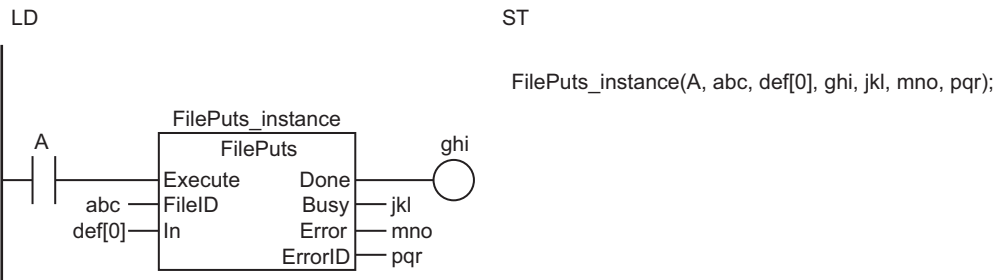 LD
ST
FilePuts_instance(A, abc, def[0], ghi, jkl, mno, pqr);
FilePuts_instance
A
FilePuts
ghi
Execute Done
abc FileID Busy jkl
def[0] In Error mno
ErrorID pqr